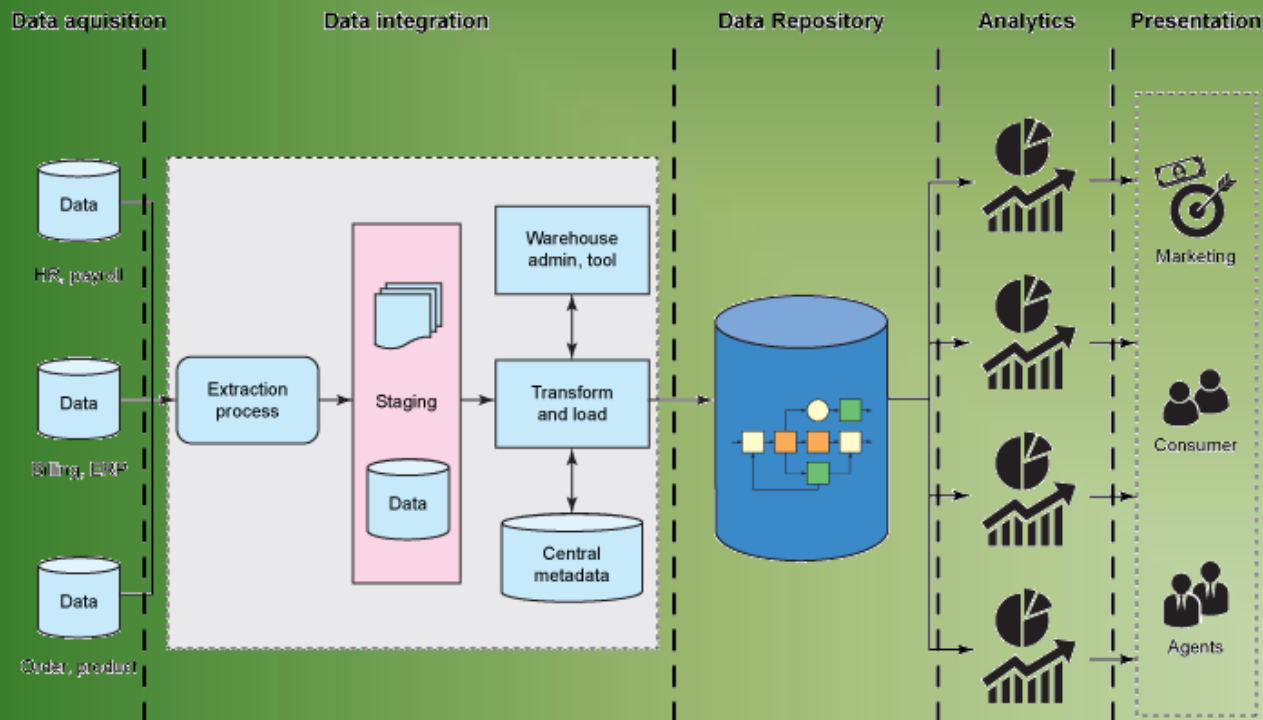 Data aquisition
Data integration
Data Repository
Analytics
Presentation
Data
HR, payroll
Data
Billing, ERP
Data
Order, product
Extraction
process
Staging
Data
Warehouse
admin, tool
Transform
and load
Central
metadata
Marketing
Consumer
Agents